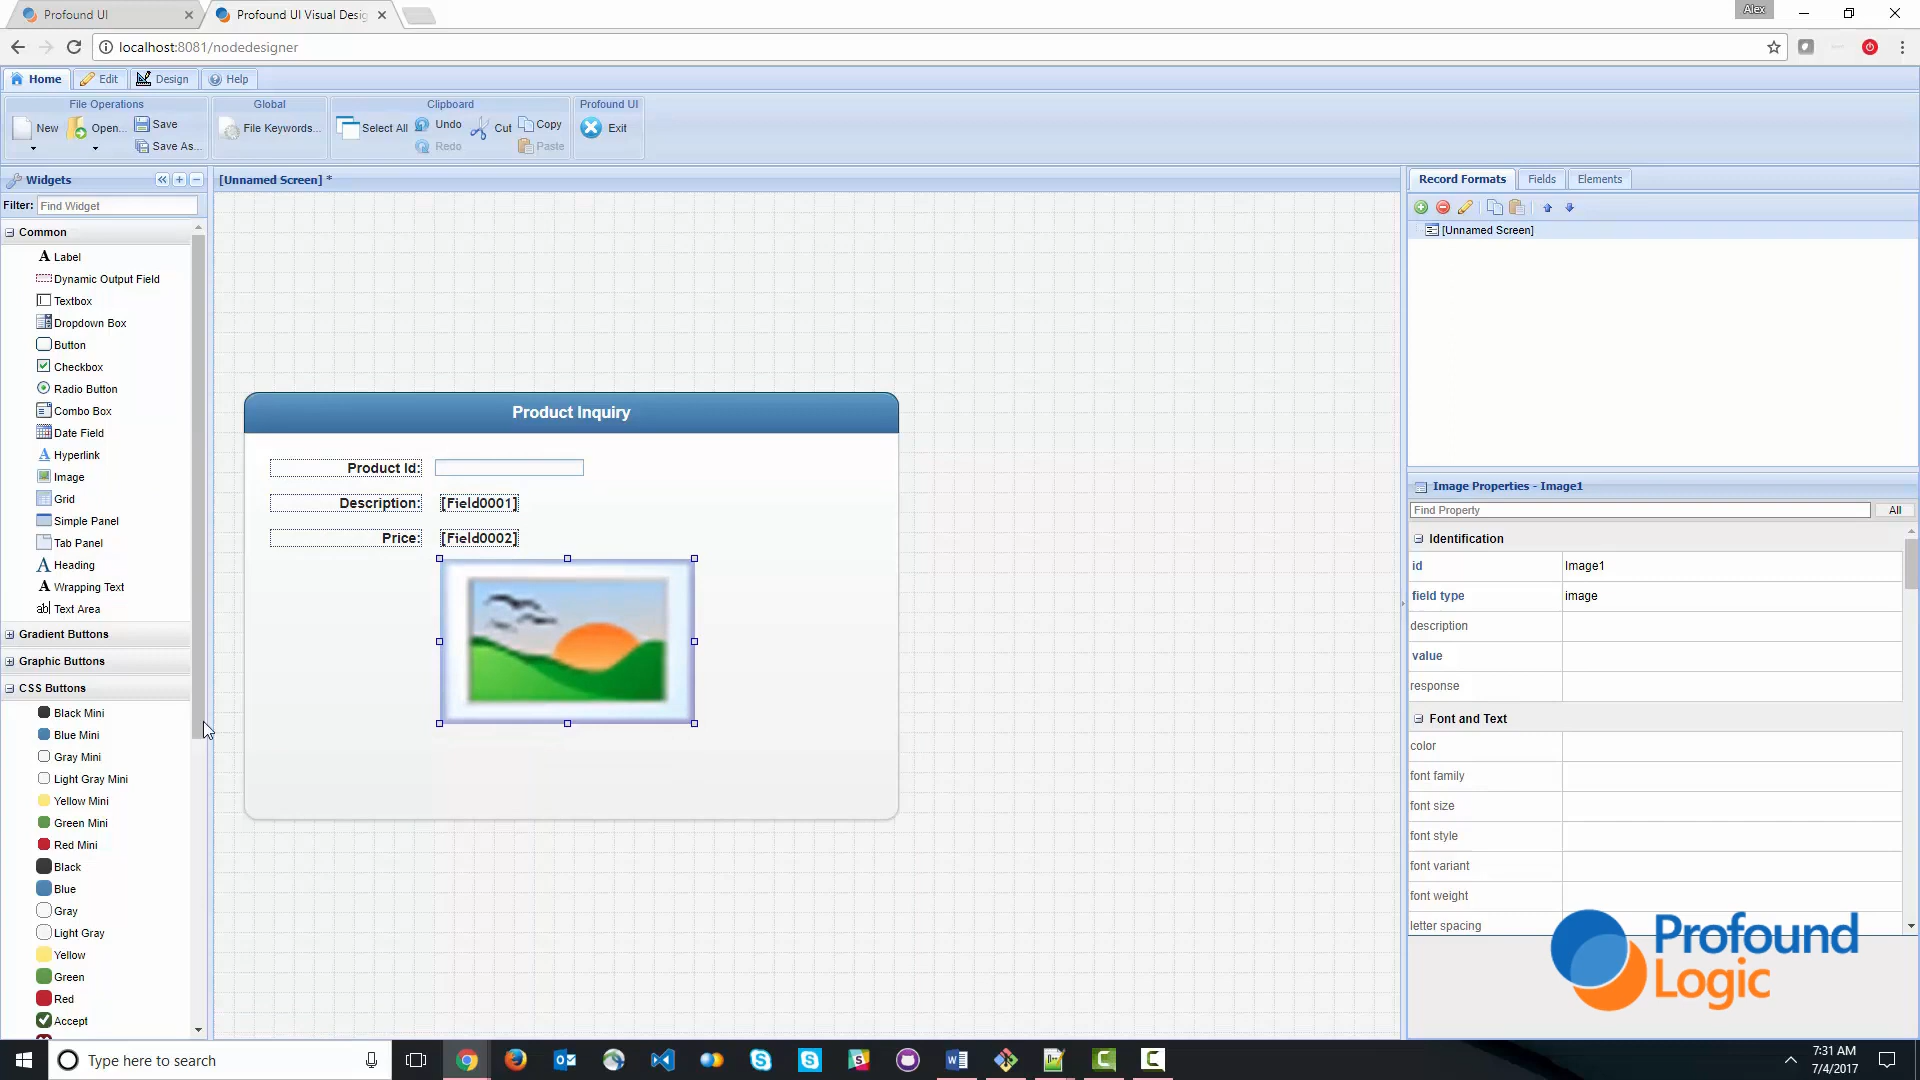 Profound UI
Profound UI Visual Desig
Alex
localhost:8081/nodedesigner
Home
Edit
Design
Help
File Operations
New
Open...
Save
Save As...
Global
File Keywords...
Clipboard
Select All
Undo
Redo
Cut
Copy
Paste
Profound UI
Exit
Widgets
Filter:
Find Widget
Common
Label
Dynamic Output Field
Textbox
Dropdown Box
Button
Checkbox
Radio Button
Combo Box
Date Field
Hyperlink
Image
Grid
Simple Panel
Tab Panel
Heading
Wrapping Text
Text Area
Gradient Buttons
Graphic Buttons
CSS Buttons
Black Mini
Blue Mini
Gray Mini
Light Gray Mini
Yellow Mini
Green Mini
Red Mini
Black
Blue
Gray
Light Gray
Yellow
Green
Red
Accept
[Unnamed Screen] *
Product Inquiry
Product Id:
Description: [Field0001]
Price: [Field0002]
Record Formats
Fields
Elements
[Unnamed Screen]
Image Properties - Image1
Find Property
All
Identification
id Image1
field type image
description
value
response
Font and Text
color
font family
font size
font style
font variant
font weight
letter spacing
Profound
Logic
Type here to search
7:31 AM
7/4/2017